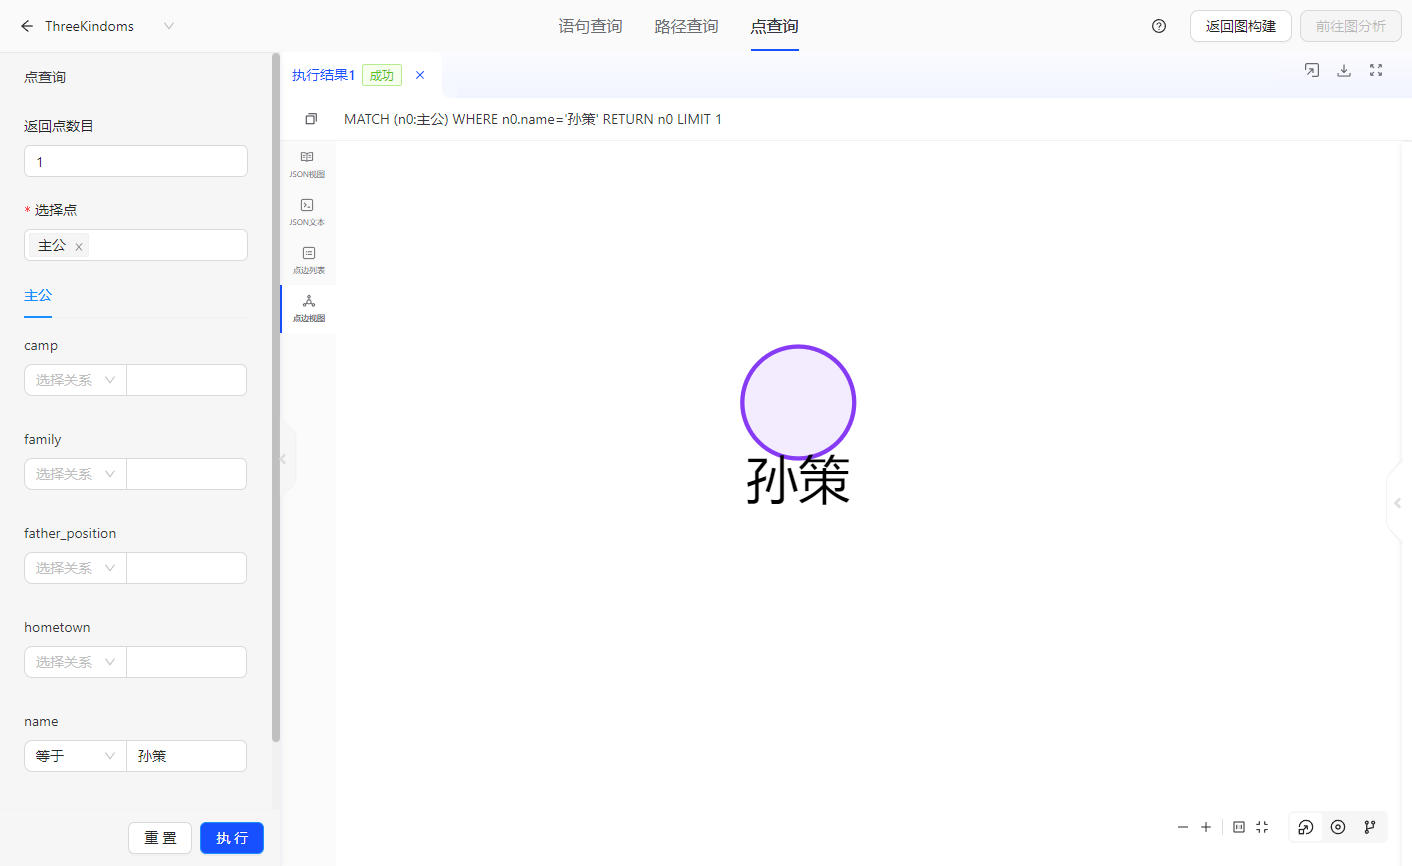 ThreeKindoms
语句查询
路径查询
点查询
返回图构建
前往图分析
点查询
返回点数目
1
* 选择点
主公 x
主公
camp
选择关系
family
选择关系
father_position
选择关系
hometown
选择关系
name
等于
孙策
重 置
执 行
执行结果1
成功
MATCH (n0:主公) WHERE n0.name='孙策' RETURN n0 LIMIT 1
JSON视图
JSON文本
点边列表
点边视图
孙策